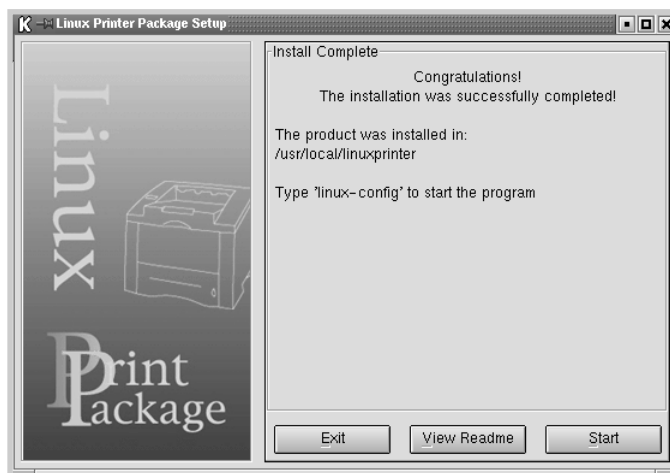 Linux Printer Package Setup
Linux
Print
Package
Install Complete
Congratulations!
The installation was successfully completed!
The product was installed in:
/usr/local/linuxprinter
Type 'linux-config' to start the program
Exit
View Readme
Start